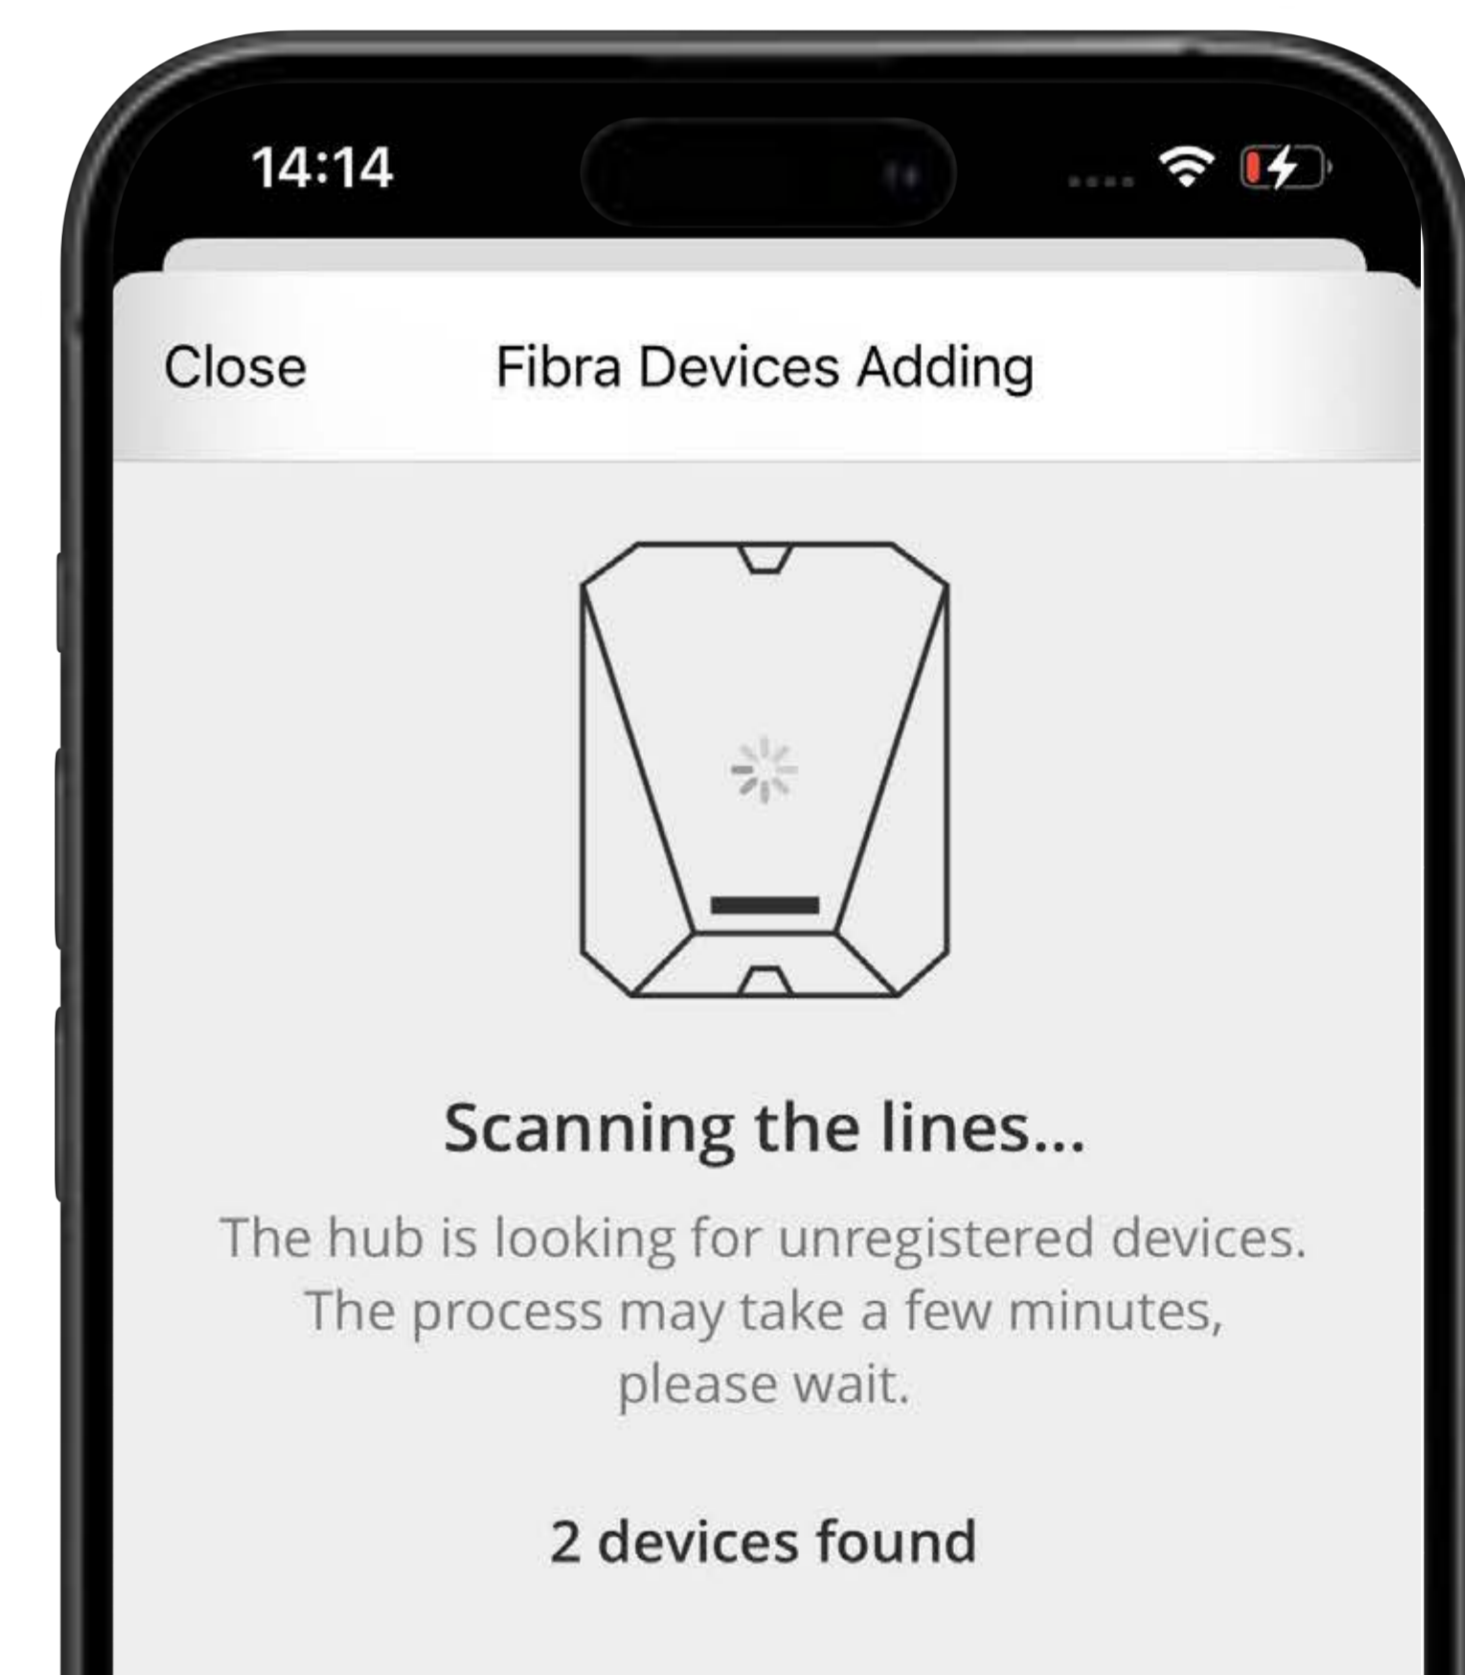 14:14
Close
Fibra Devices Adding
Scanning the lines...
The hub is looking for unregistered devices.
The process may take a few minutes,
please wait.
2 devices found